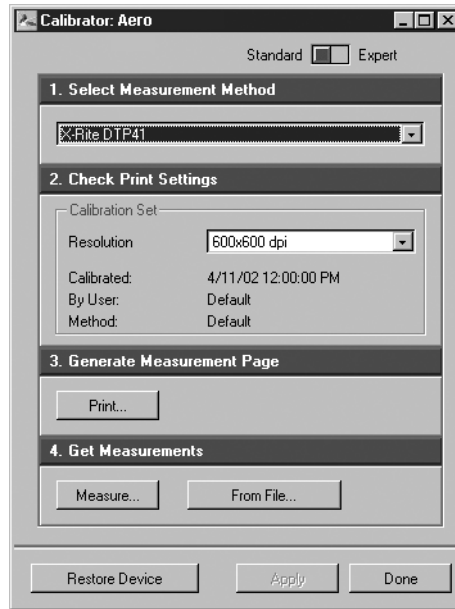 Calibrator: Aero
Standard Expert
1. Select Measurement Method
X-Rite DTP41
2. Check Print Settings
Calibration Set
Resolution 600x600 dpi
Calibrated: 4/11/02 12:00:00 PM
By User: Default
Method: Default
3. Generate Measurement Page
Print...
4. Get Measurements
Measure... From File...
Restore Device Apply Done